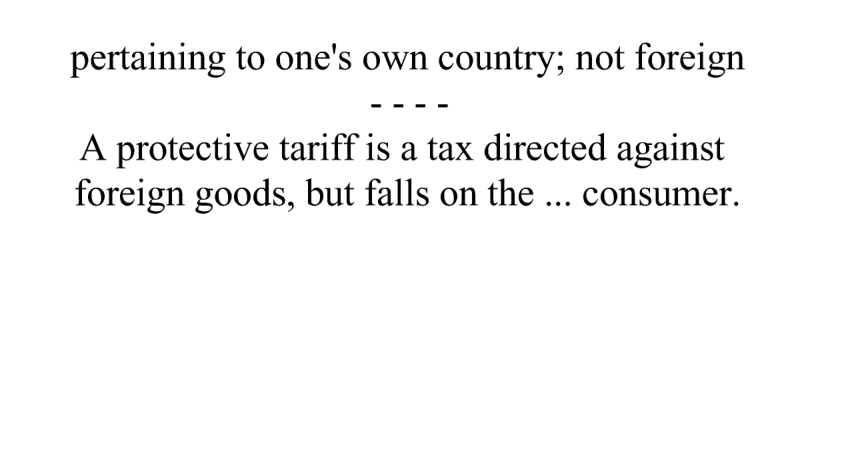 pertaining to one's own country; not foreign
- - - -
A protective tariff is a tax directed against
foreign goods, but falls on the ... consumer.